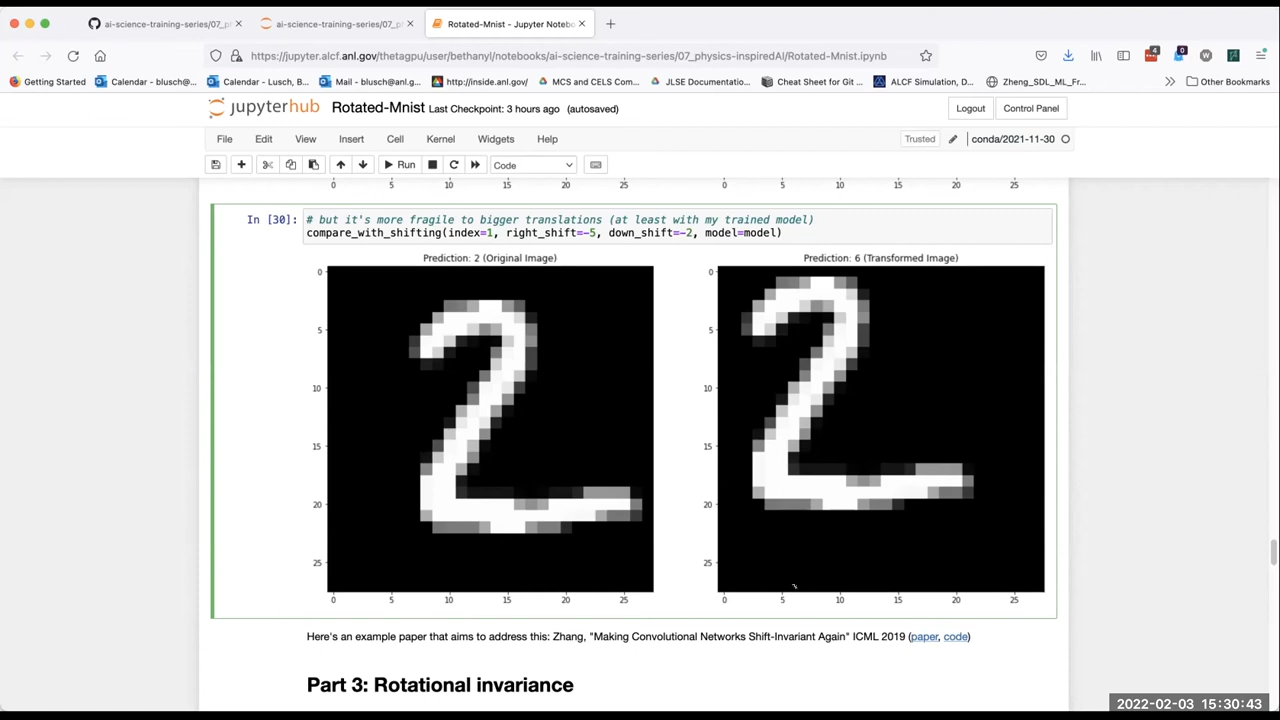 ai-science-training-series/07_ph
ai-science-training-series/07_ph
Rotated-Mnist - Jupyter Notebo
https://jupyter.alcf.anl.gov/thetagpu/user/bethanyl/notebooks/ai-science-training-series/07_physics-inspiredAI/Rotated-Mnist.ipynb
4
0
Getting Started
Calendar - blusch@...
Calendar - Lusch, B...
Mail - blusch@anl.g...
http://inside.anl.gov/
MCS and CELS Com...
JLSE Documentatio...
Cheat Sheet for Git ...
ALCF Simulation, D...
Zheng_SDL_ML_Fr...
Other Bookmarks
jupyterhub
Rotated-Mnist Last Checkpoint: 3 hours ago (autosaved)
Logout
Control Panel
File Edit View Insert Cell Kernel Widgets Help
Trusted
conda/2021-11-30
Run
Code
0 5 10 15 20 25
0 5 10 15 20 25
In [30]:
# but it's more fragile to bigger translations (at least with my trained model)
compare_with_shifting(index=1, right_shift=-5, down_shift=-2, model=model)
Prediction: 2 (Original Image)
0
5
10
15
20
25
0 5 10 15 20 25
Prediction: 6 (Transformed Image)
0
5
10
15
20
25
0 5 10 15 20 25
Here's an example paper that aims to address this: Zhang, "Making Convolutional Networks Shift-Invariant Again" ICML 2019 (paper, code)
Part 3: Rotational invariance
2022-02-03 15:30:43